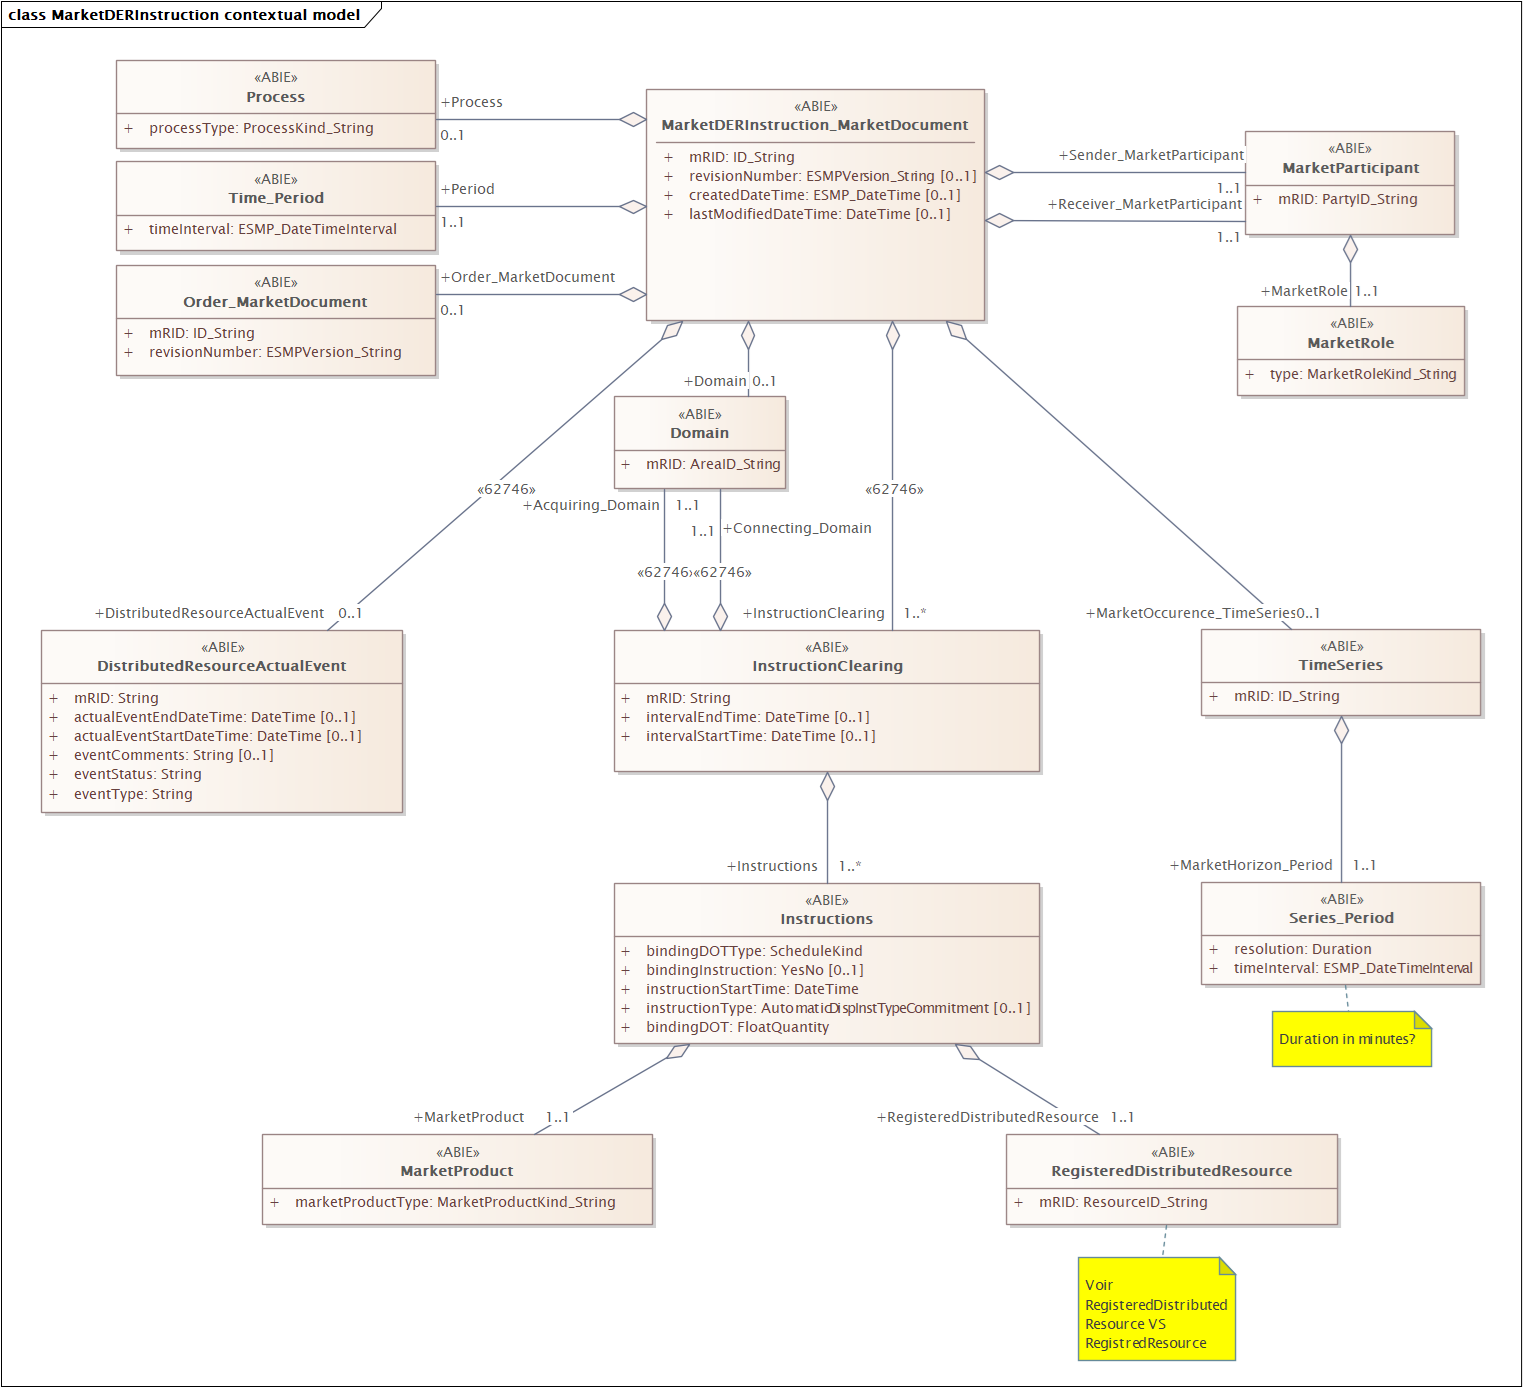 class MarketDERInstruction contextual model
«ABIE»
Process
+ processType: ProcessKind_String
+Process
0..1
«ABIE»
Time_Period
+ timeInterval: ESMP_DateTimeInterval
+Period
1..1
«ABIE»
Order_MarketDocument
+ mRID: ID_String
+ revisionNumber: ESMPVersion_String
+Order_MarketDocument
0..1
«ABIE»
MarketDERInstruction_MarketDocument
+ mRID: ID_String
+ revisionNumber: ESMPVersion_String [0..1]
+ createdDateTime: ESMP_DateTime [0..1]
+ lastModifiedDateTime: DateTime [0..1]
+Sender_MarketParticipant
1..1
+Receiver_MarketParticipant
1..1
«ABIE»
MarketParticipant
+ mRID: PartyID_String
+MarketRole 1..1
«ABIE»
MarketRole
+ type: MarketRoleKind_String
+Domain 0..1
«ABIE»
Domain
+ mRID: AreaID_String
«62746»
+Acquiring_Domain 1..1
1..1 +Connecting_Domain
«62746»
«62746»
«62746»
+DistributedResourceActualEvent 0..1
+InstructionClearing 1..*
+MarketOccurence_TimeSeries 0..1
«ABIE»
DistributedResourceActualEvent
+ mRID: String
+ actualEventEndDateTime: DateTime [0..1]
+ actualEventStartDateTime: DateTime [0..1]
+ eventComments: String [0..1]
+ eventStatus: String
+ eventType: String
«ABIE»
InstructionClearing
+ mRID: String
+ intervalEndTime: DateTime [0..1]
+ intervalStartTime: DateTime [0..1]
«ABIE»
TimeSeries
+ mRID: ID_String
+Instructions 1..*
+MarketHorizon_Period 1..1
«ABIE»
Instructions
+ bindingDOTType: ScheduleKind
+ bindingInstruction: YesNo [0..1]
+ instructionStartTime: DateTime
+ instructionType: AutomaticDispInstTypeCommitment [0..1]
+ bindingDOT: FloatQuantity
«ABIE»
Series_Period
+ resolution: Duration
+ timeInterval: ESMP_DateTimeInterval
Duration in minutes?
+MarketProduct 1..1
+RegisteredDistributedResource 1..1
«ABIE»
MarketProduct
+ marketProductType: MarketProductKind_String
«ABIE»
RegisteredDistributedResource
+ mRID: ResourceID_String
Voir
RegisteredDistributed
Resource VS
RegistredResource